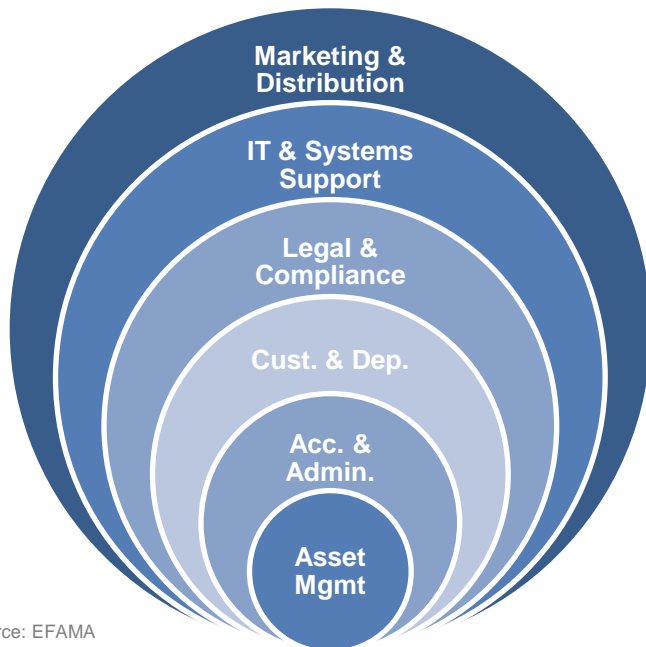 Marketing &
Distribution
IT & Systems
Support
Legal &
Compliance
Cust. & Dep.
Acc. &
Admin.
Asset
Mgmt
rce: EFAMA